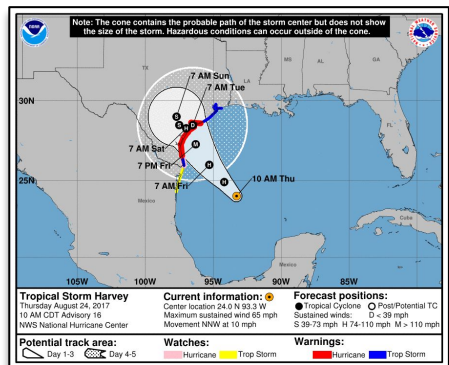 Note: The cone contains the probable path of the storm center but does not show
the size of the storm. Hazardous conditions can occur outside of the cone.
NOAA
TX
LA
MS
AL
GA
FL
7 AM Sun
7 AM Tue
30N
S
S
H
D
7 AM Sat
M
7 PM Fri
H
7 AM Fri
H
10 AM Thu
25N
Mexico
Cuba
Mexico
105W
100W
95W
90W
85W
Tropical Storm Harvey
Thursday August 24, 2017
10 AM CDT Advisory 16
NWS National Hurricane Center
Current information:
Center location 24.0 N 93.3 W
Maximum sustained wind 65 mph
Movement NNW at 10 mph
Forecast positions:
Tropical Cyclone Post/Potential TC
Sustained winds: D < 39 mph
S 39-73 mph H 74-110 mph M > 110 mph
Potential track area:
Day 1-3 Day 4-5
Watches:
Hurricane Trop Storm
Warnings:
Hurricane Trop Storm